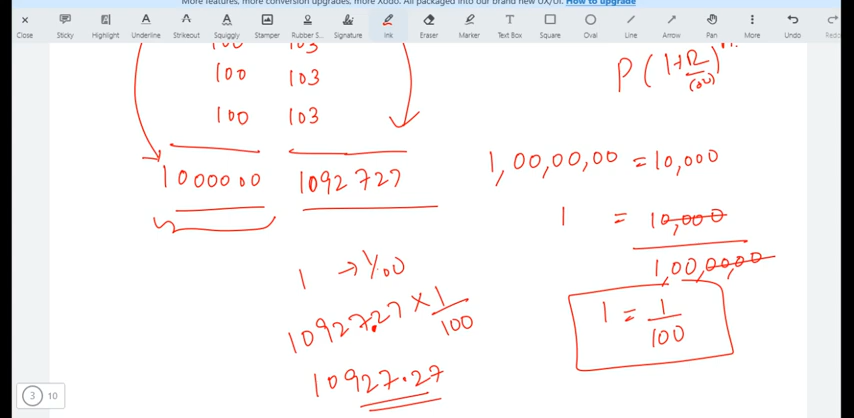 More features, more conversion upgrades, more Xodo. All packaged into our brand new UX/UI. How to upgrade
Close Sticky Highlight Underline Strikeout Squiggly Stamper Rubber S... Signature Ink Eraser Marker Text Box Square Oval Line Arrow Pan More Undo Redo
100 103
100 103
100 103
1000000 1092727
1 → 1/100
1092727 × 1/100
10927.27
P(1+R/100)
1,00,00,00 = 10,000
1 = 10,000/1,00,00,00
1 = 1/100
3 10